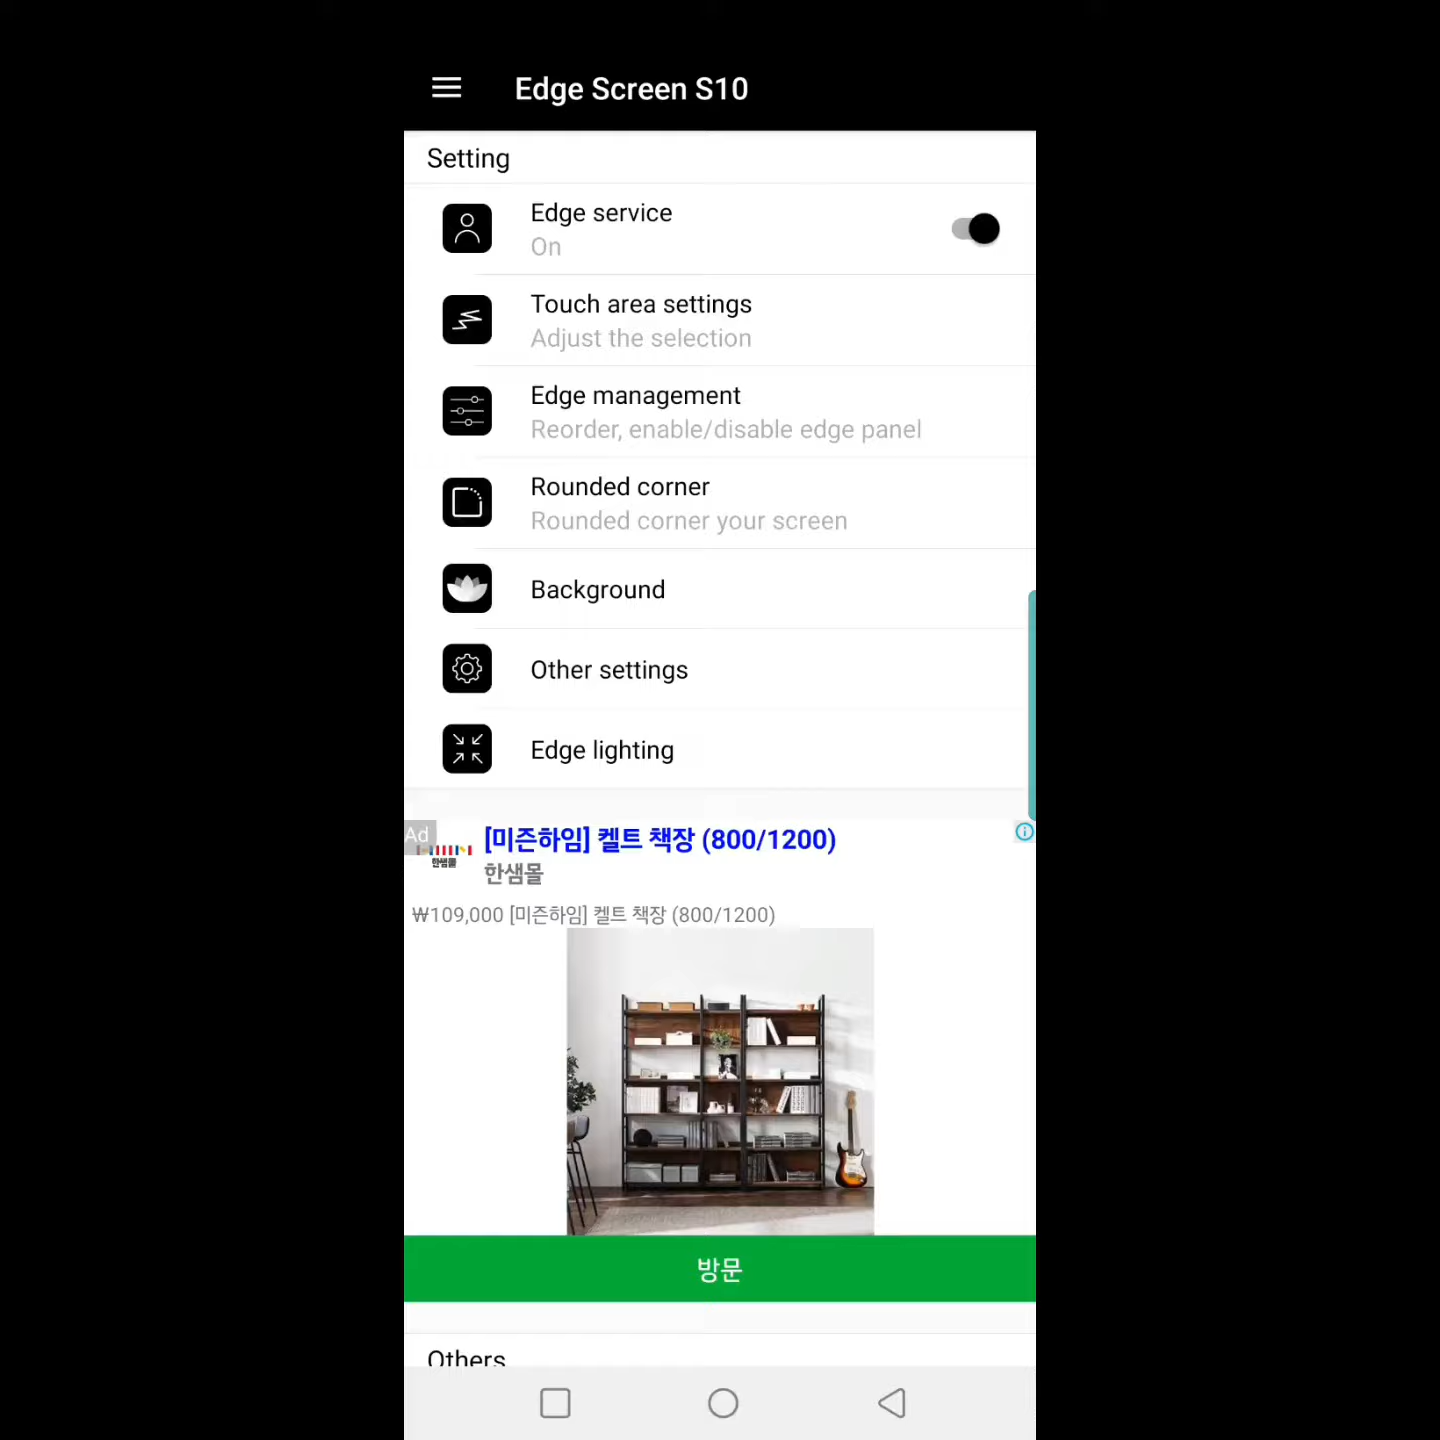 Edge Screen S10
Setting
Edge service
On
Touch area settings
Adjust the selection
Edge management
Reorder, enable/disable edge panel
Rounded corner
Rounded corner your screen
Background
Other settings
Edge lighting
Ad
한샘몰
[미즌하임] 켈트 책장 (800/1200)
한샘몰
₩109,000 [미즌하임] 켈트 책장 (800/1200)
방문
Others